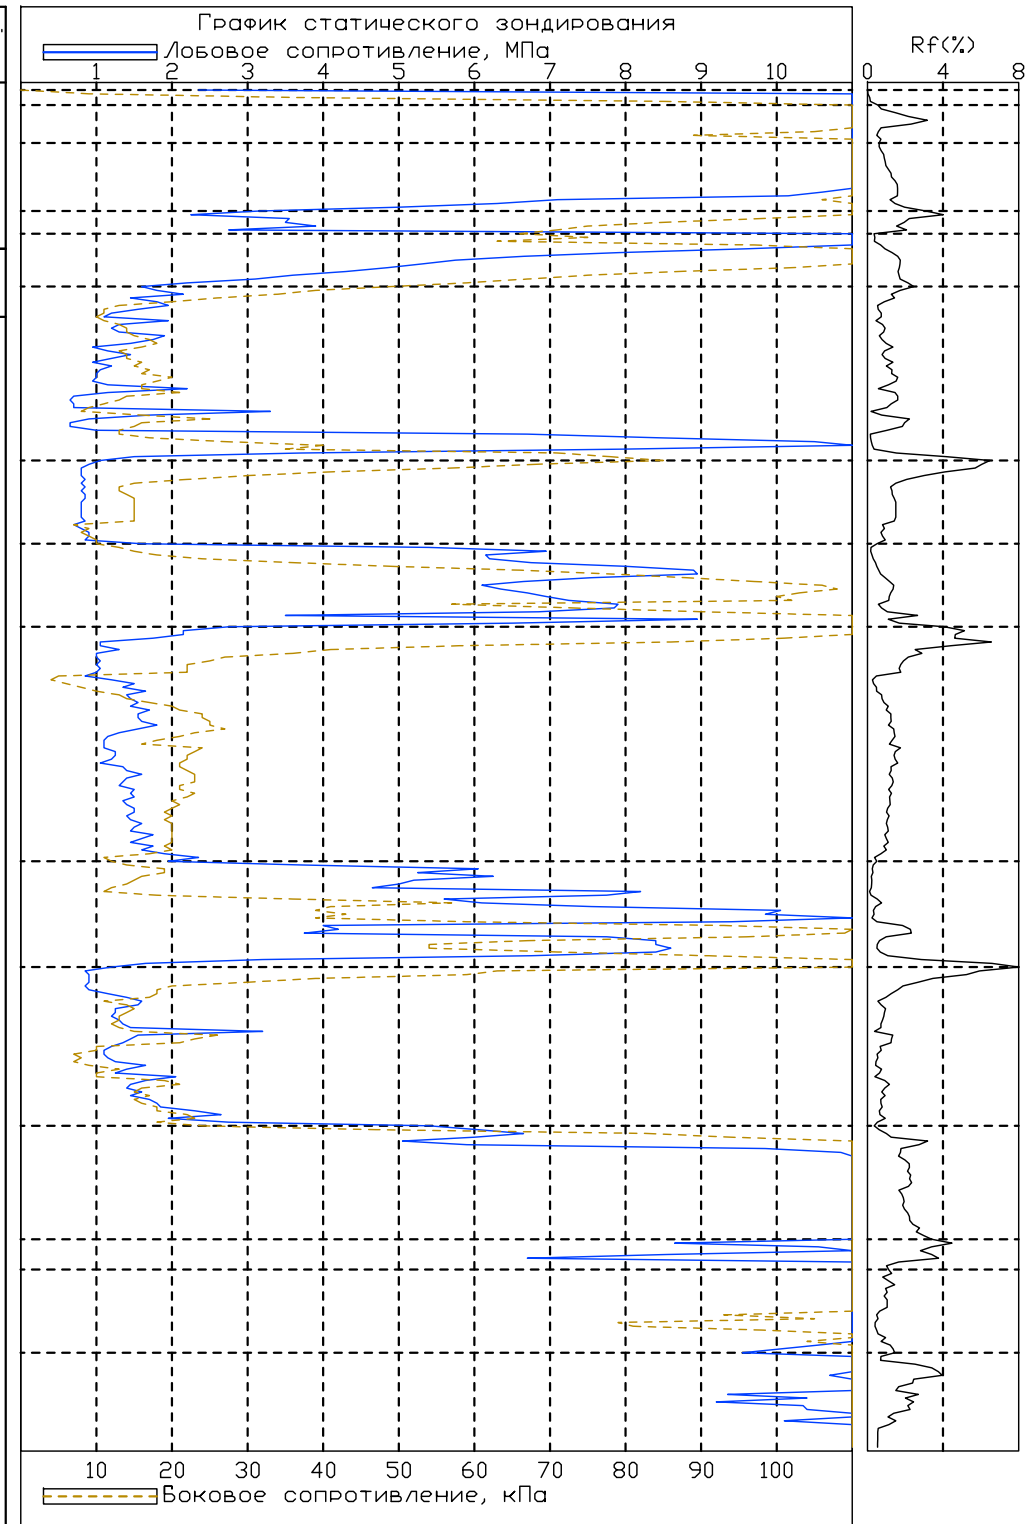 График статического зондирования
Лобовое сопротивление, МПа
Rf(%)
1 2 3 4 5 6 7 8 9 10
0 4 8
10 20 30 40 50 60 70 80 90 100
Боковое сопротивление, кПа